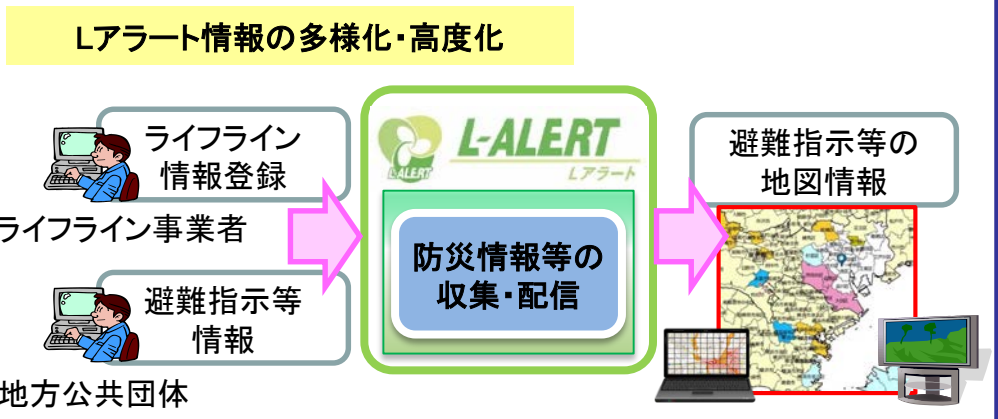 Lアラート情報の多様化・高度化
ライフライン
情報登録
ライフライン事業者
避難指示等
情報
地方公共団体
L-ALERT
L-ALERT
Lアラート
防災情報等の
収集・配信
避難指示等の
地図情報